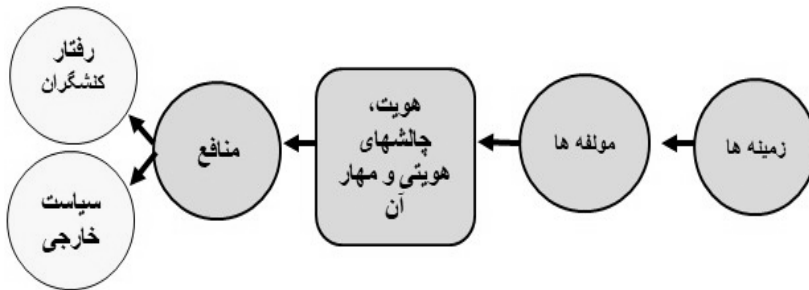 زمینه ها
مولفه ها
هویت،
چالشهای
هویتی و مهار
آن
منافع
رفتار
کنشگران
سیاست
خارجی